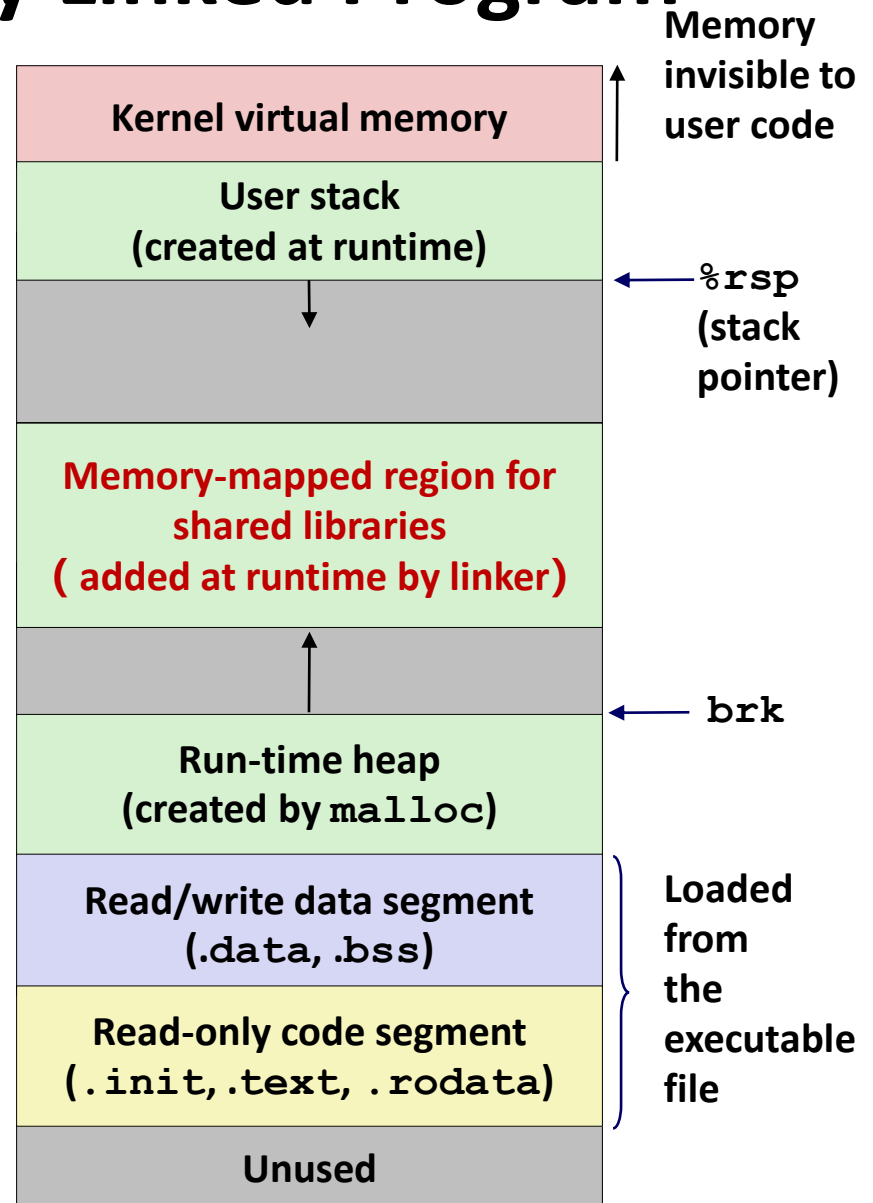 y Linked Program
Memory
invisible to
user code
Kernel virtual memory
User stack
(created at runtime)
%rsp
(stack
pointer)
Memory-mapped region for
shared libraries
( added at runtime by linker)
brk
Run-time heap
(created by malloc)
Read/write data segment
(.data, .bss)
Loaded
from
the
executable
file
Read-only code segment
(.init, .text, .rodata)
Unused